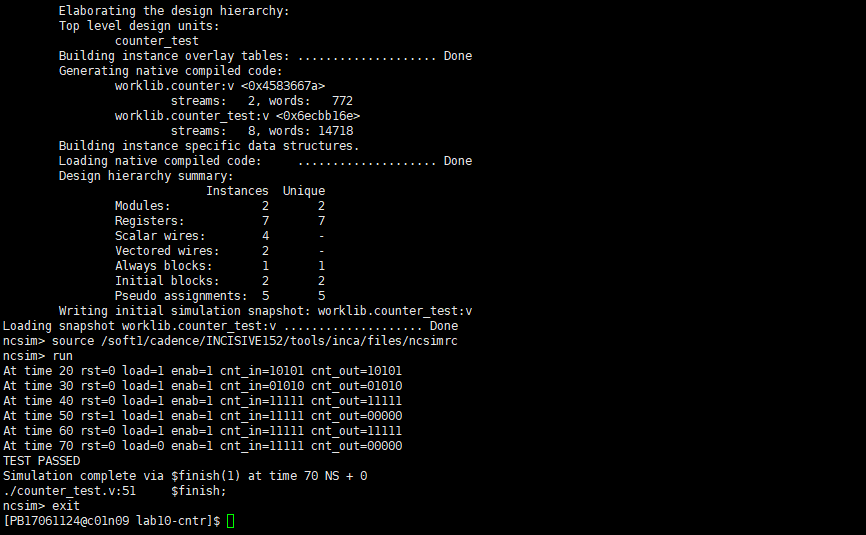 Elaborating the design hierarchy:
Top level design units:
counter_test
Building instance overlay tables: .................... Done
Generating native compiled code:
worklib.counter:v <0x4583667a>
streams:   2, words:   772
worklib.counter_test:v <0x6ecbb16e>
streams:   8, words: 14718
Building instance specific data structures.
Loading native compiled code:     .................... Done
Design hierarchy summary:
Instances  Unique
Modules:             2       2
Registers:           7       7
Scalar wires:        4       -
Vectored wires:      2       -
Always blocks:       1       1
Initial blocks:      2       2
Pseudo assignments:  5       5
Writing initial simulation snapshot: worklib.counter_test:v
Loading snapshot worklib.counter_test:v .................... Done
ncsim> source /soft1/cadence/INCISIVE152/tools/inca/files/ncsimrc
ncsim> run
At time 20 rst=0 load=1 enab=1 cnt_in=10101 cnt_out=10101
At time 30 rst=0 load=1 enab=1 cnt_in=01010 cnt_out=01010
At time 40 rst=0 load=1 enab=1 cnt_in=11111 cnt_out=11111
At time 50 rst=1 load=1 enab=1 cnt_in=11111 cnt_out=00000
At time 60 rst=0 load=1 enab=1 cnt_in=11111 cnt_out=11111
At time 70 rst=0 load=0 enab=1 cnt_in=11111 cnt_out=00000
TEST PASSED
Simulation complete via $finish(1) at time 70 NS + 0
./counter_test.v:51     $finish;
ncsim> exit
[PB17061124@c01n09 lab10-cntr]$